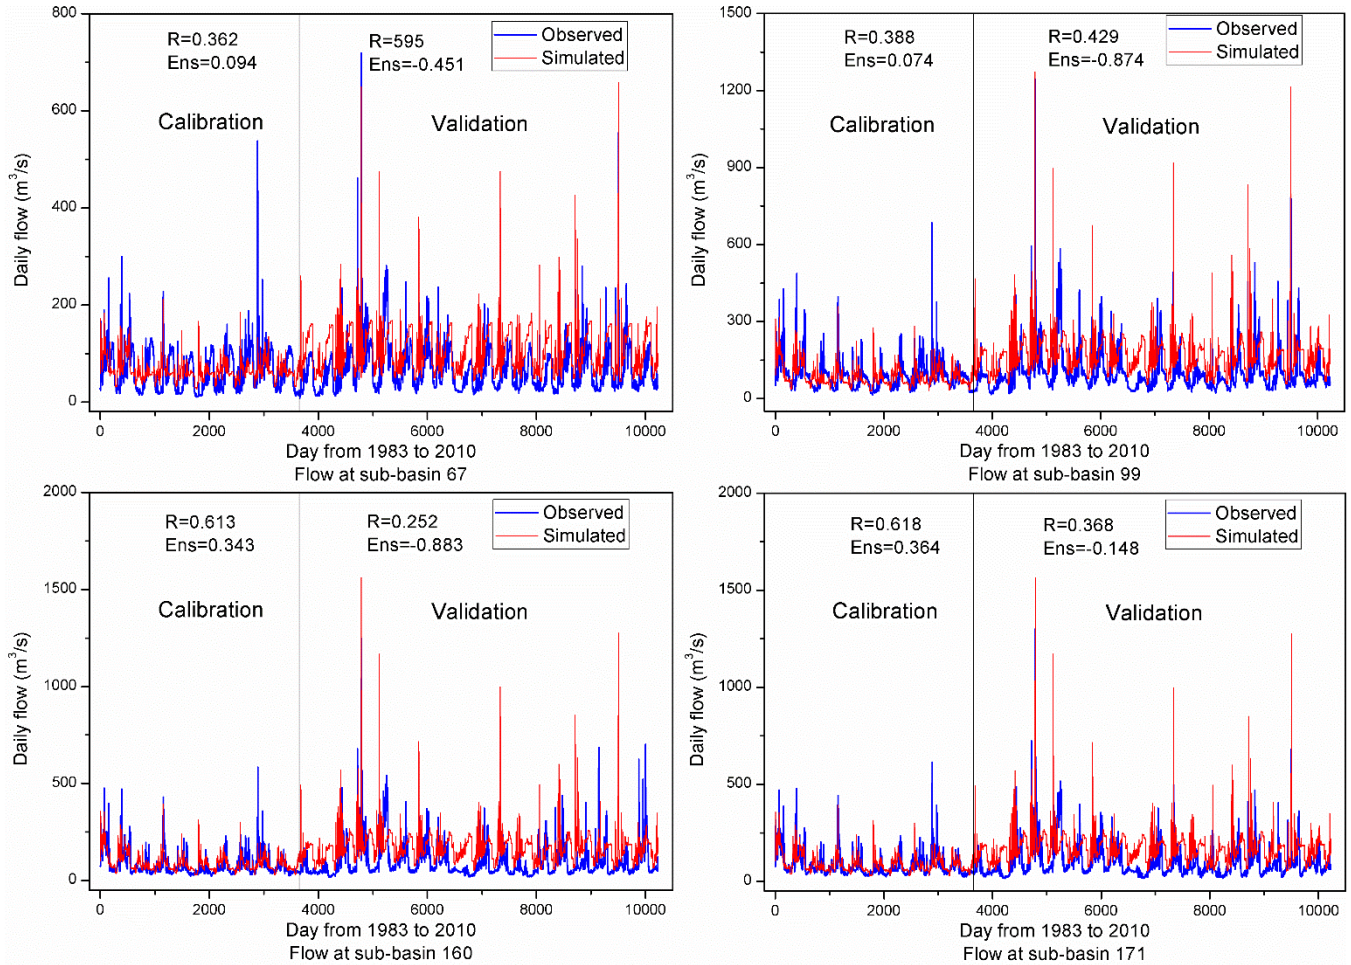 R=0.362
Ens=0.094
R=595
Ens=-0.451
Observed
Simulated
Calibration
Validation
Daily flow (m³/s)
800
600
400
200
0
0 2000 4000 6000 8000 10000
Day from 1983 to 2010
Flow at sub-basin 67
R=0.388
Ens=0.074
R=0.429
Ens=-0.874
Observed
Simulated
Calibration
Validation
Daily flow (m³/s)
1500
1200
900
600
300
0
0 2000 4000 6000 8000 10000
Day from 1983 to 2010
Flow at sub-basin 99
R=0.613
Ens=0.343
R=0.252
Ens=-0.883
Observed
Simulated
Calibration
Validation
Daily flow (m³/s)
2000
1500
1000
500
0
0 2000 4000 6000 8000 10000
Day from 1983 to 2010
Flow at sub-basin 160
R=0.618
Ens=0.364
R=0.368
Ens=-0.148
Observed
Simulated
Calibration
Validation
Daily flow (m³/s)
2000
1500
1000
500
0
0 2000 4000 6000 8000 10000
Day from 1983 to 2010
Flow at sub-basin 171